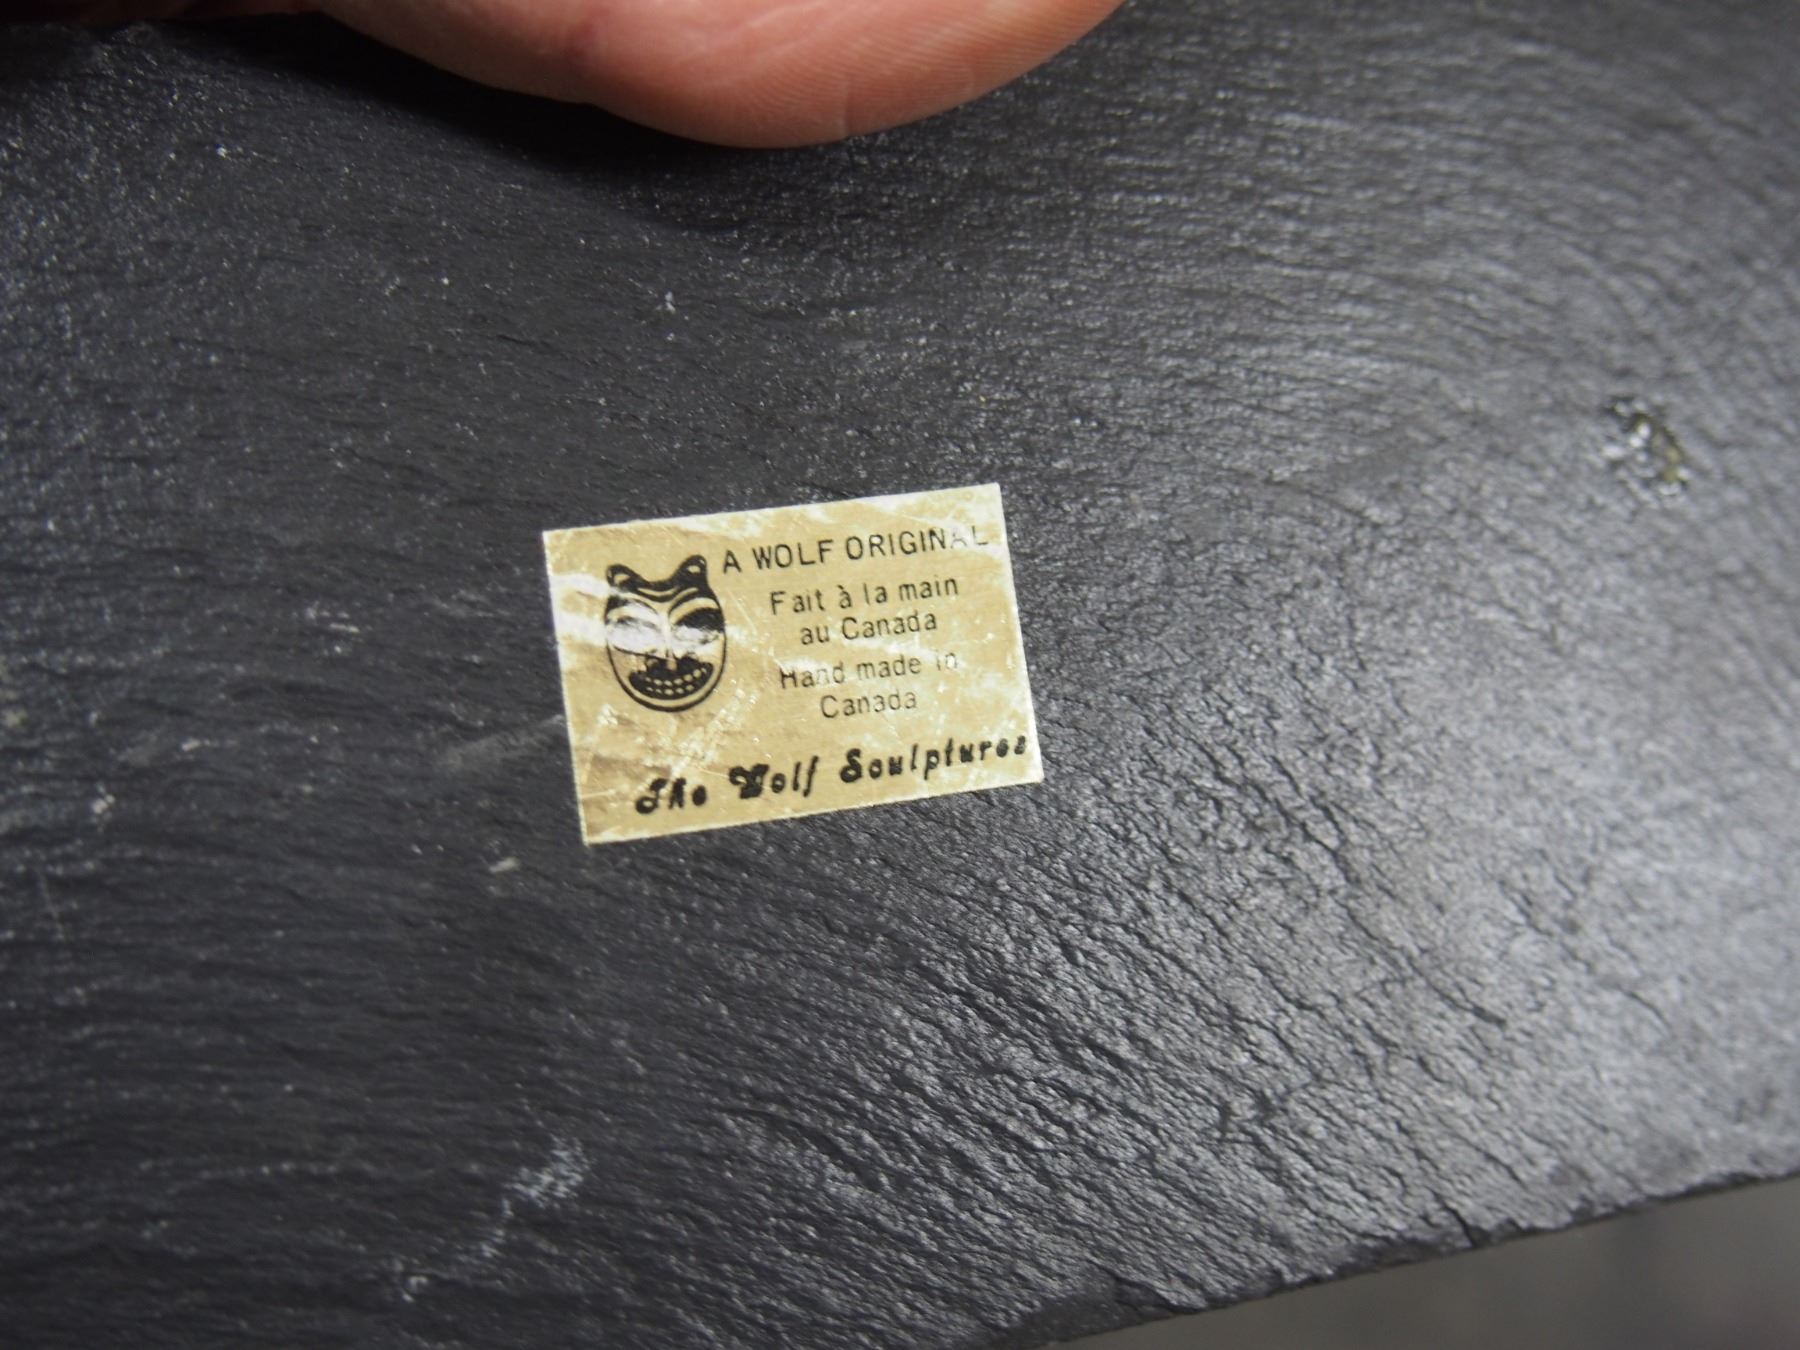 A WOLF ORIGINAL
Fait à la main
au Canada
Hand made in
Canada
The Wolf Sculptures